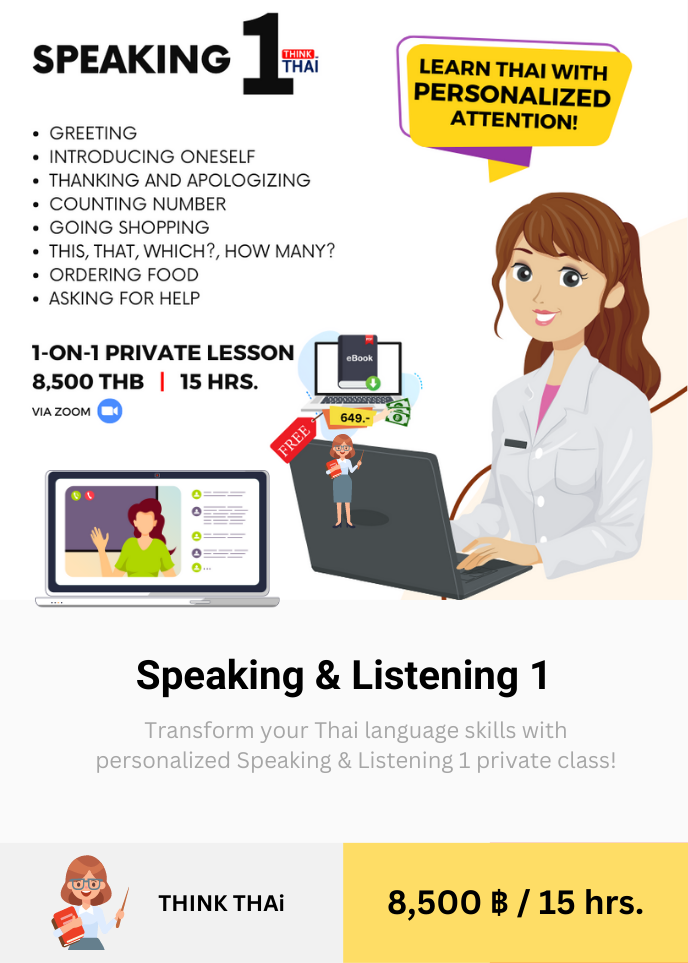 SPEAKING 1
THINK
THAi
LEARN THAI WITH
PERSONALIZED
ATTENTION!
• GREETING
• INTRODUCING ONESELF
• THANKING AND APOLOGIZING
• COUNTING NUMBER
• GOING SHOPPING
• THIS, THAT, WHICH?, HOW MANY?
• ORDERING FOOD
• ASKING FOR HELP
1-ON-1 PRIVATE LESSON
8,500 THB | 15 HRS.
VIA ZOOM
eBook
649.-
FREE
Speaking & Listening 1
Transform your Thai language skills with
personalized Speaking & Listening 1 private class!
THINK THAi
8,500 ฿ / 15 hrs.